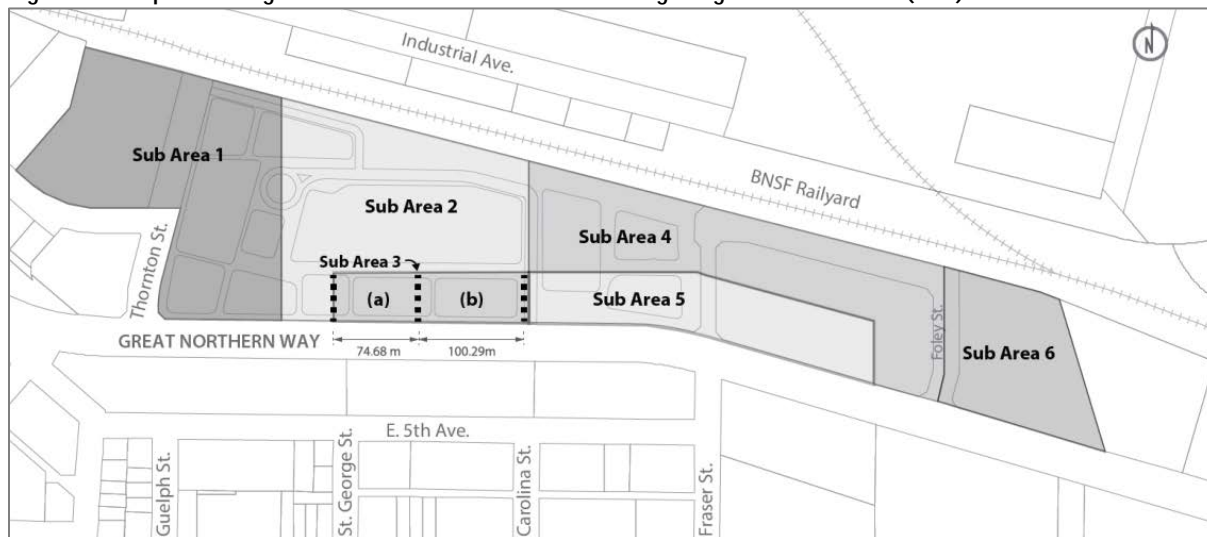 Industrial Ave.
N
Sub Area 1
BNSF Railyard
Sub Area 2
Sub Area 4
Thornton St.
Sub Area 3
(a)
(b)
Sub Area 5
Foley St.
Sub Area 6
GREAT NORTHERN WAY
74.68 m
100.29m
E. 5th Ave.
Guelph St.
St. George St.
Carolina St.
Fraser St.